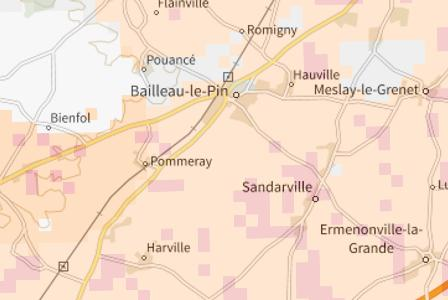 Flainville
Romigny
Pouancé
Hauville
Bailleau-le-Pin
Meslay-le-Grenet
Bienfol
Pommeray
Sandarville
Ermenonville-la-
Grande
Harville